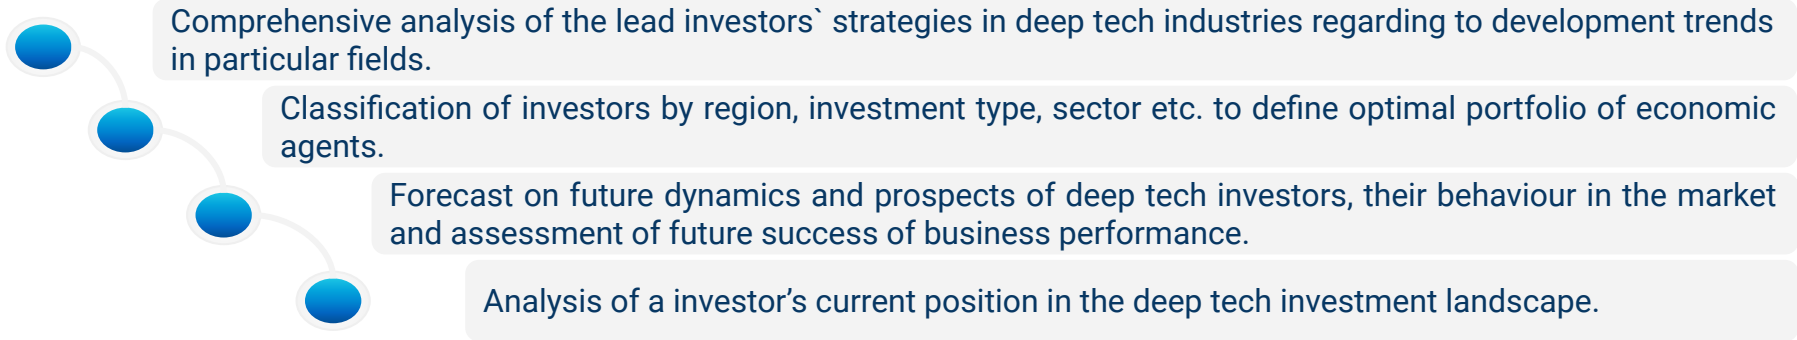 Comprehensive analysis of the lead investors` strategies in deep tech industries regarding to development trends
in particular fields.
Classification of investors by region, investment type, sector etc. to define optimal portfolio of economic
agents.
Forecast on future dynamics and prospects of deep tech investors, their behaviour in the market
and assessment of future success of business performance.
Analysis of a investor’s current position in the deep tech investment landscape.